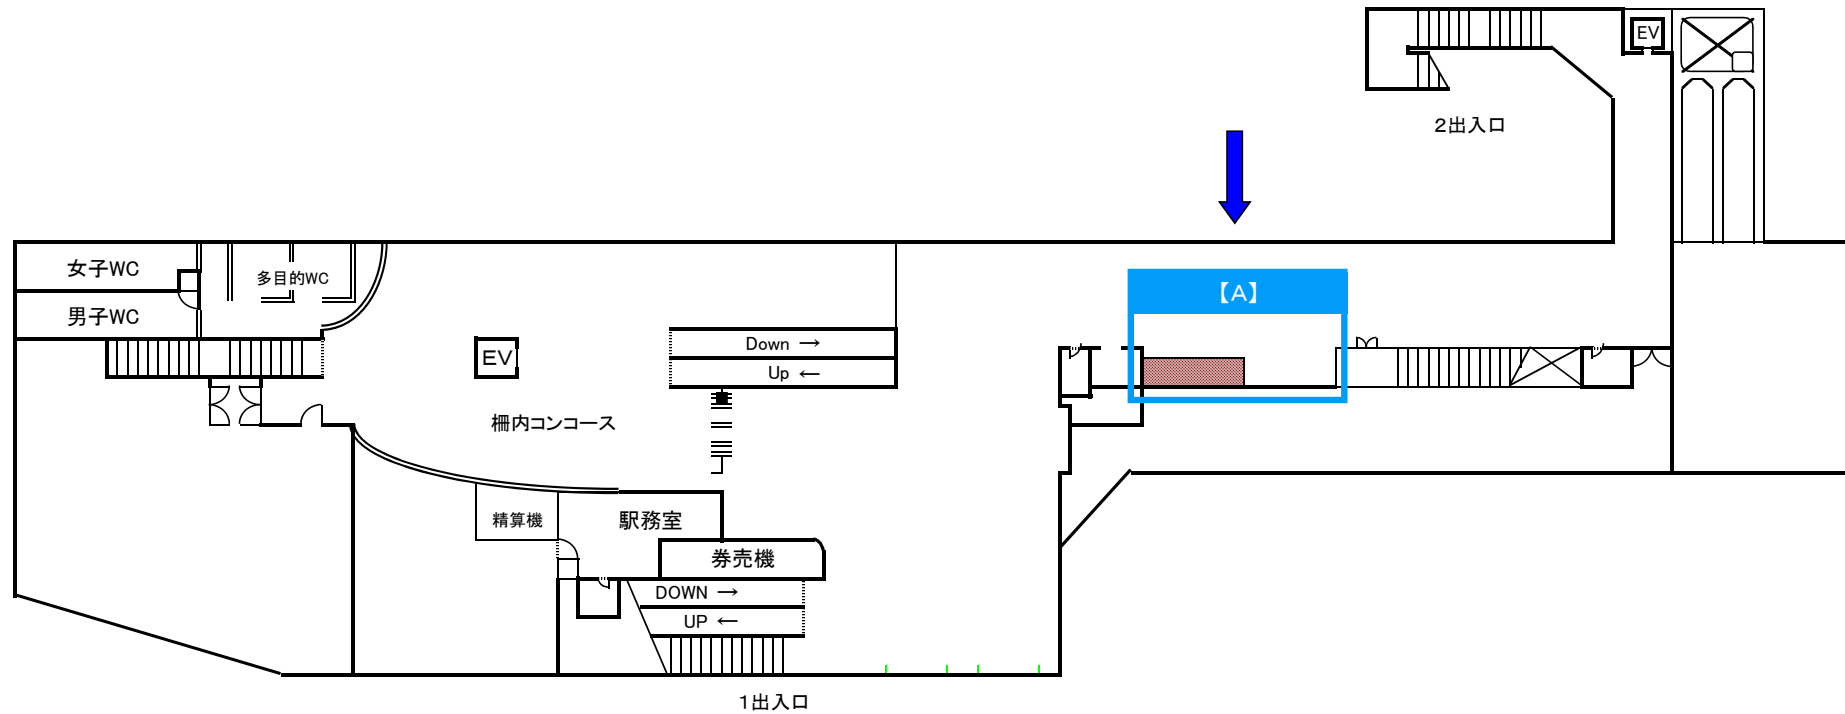 EV
2出入口
女子WC
多目的WC
【A】
男子WC
Down →
EV
Up ←
柵内コンコース
精算機
駅務室
券売機
DOWN →
UP ←
1出入口